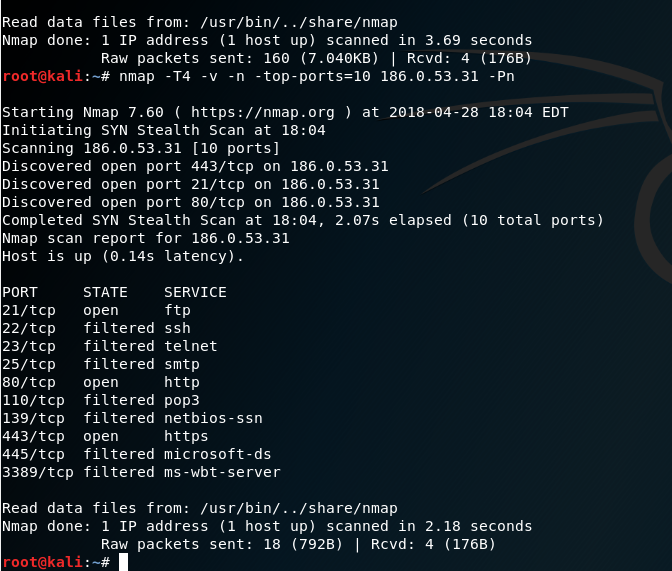 Read data files from: /usr/bin/../share/nmap
Nmap done: 1 IP address (1 host up) scanned in 3.69 seconds
           Raw packets sent: 160 (7.040KB) | Rcvd: 4 (176B)
root@kali:~# nmap -T4 -v -n -top-ports=10 186.0.53.31 -Pn

Starting Nmap 7.60 ( https://nmap.org ) at 2018-04-28 18:04 EDT
Initiating SYN Stealth Scan at 18:04
Scanning 186.0.53.31 [10 ports]
Discovered open port 443/tcp on 186.0.53.31
Discovered open port 21/tcp on 186.0.53.31
Discovered open port 80/tcp on 186.0.53.31
Completed SYN Stealth Scan at 18:04, 2.07s elapsed (10 total ports)
Nmap scan report for 186.0.53.31
Host is up (0.14s latency).

PORT     STATE    SERVICE
21/tcp   open     ftp
22/tcp   filtered ssh
23/tcp   filtered telnet
25/tcp   filtered smtp
80/tcp   open     http
110/tcp  filtered pop3
139/tcp  filtered netbios-ssn
443/tcp  open     https
445/tcp  filtered microsoft-ds
3389/tcp filtered ms-wbt-server

Read data files from: /usr/bin/../share/nmap
Nmap done: 1 IP address (1 host up) scanned in 2.18 seconds
           Raw packets sent: 18 (792B) | Rcvd: 4 (176B)
root@kali:~#